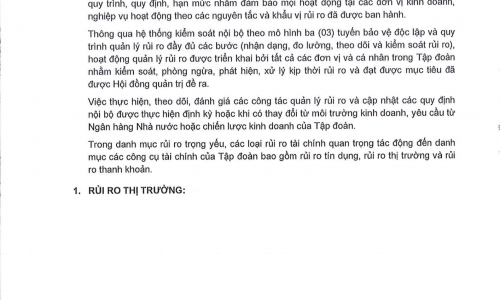 quy trình, quy định, hạn mức nhằm đảm bảo mọi hoạt động tại các đơn vị kinh doanh,
nghiệp vụ hoạt động theo các nguyên tắc và khẩu vị rủi ro đã được ban hành.
Thông qua hệ thống kiểm soát nội bộ theo mô hình ba (03) tuyến bảo vệ độc lập và quy
trình quản lý rủi ro đầy đủ các bước (nhận dạng, đo lường, theo dõi và kiểm soát rủi ro),
hoạt động quản lý rủi ro được triển khai bởi tất cả các đơn vị và cá nhân trong Tập đoàn
nhằm kiểm soát, phòng ngừa, phát hiện, xử lý kịp thời rủi ro và đạt được mục tiêu đã
được Hội đồng quản trị đề ra.
Việc thực hiện, theo dõi, đánh giá các công tác quản lý rủi ro và cập nhật các quy định
nội bộ được thực hiện định kỳ hoặc khi có thay đổi từ môi trường kinh doanh, yêu cầu từ
Ngân hàng Nhà nước hoặc chiến lược kinh doanh của Tập đoàn.
Trong danh mục rủi ro trọng yếu, các loại rủi ro tài chính quan trọng tác động đến danh
mục các công cụ tài chính của Tập đoàn bao gồm rủi ro tín dụng, rủi ro thị trường và rủi
ro thanh khoản.
1. RỦI RO THỊ TRƯỜNG: